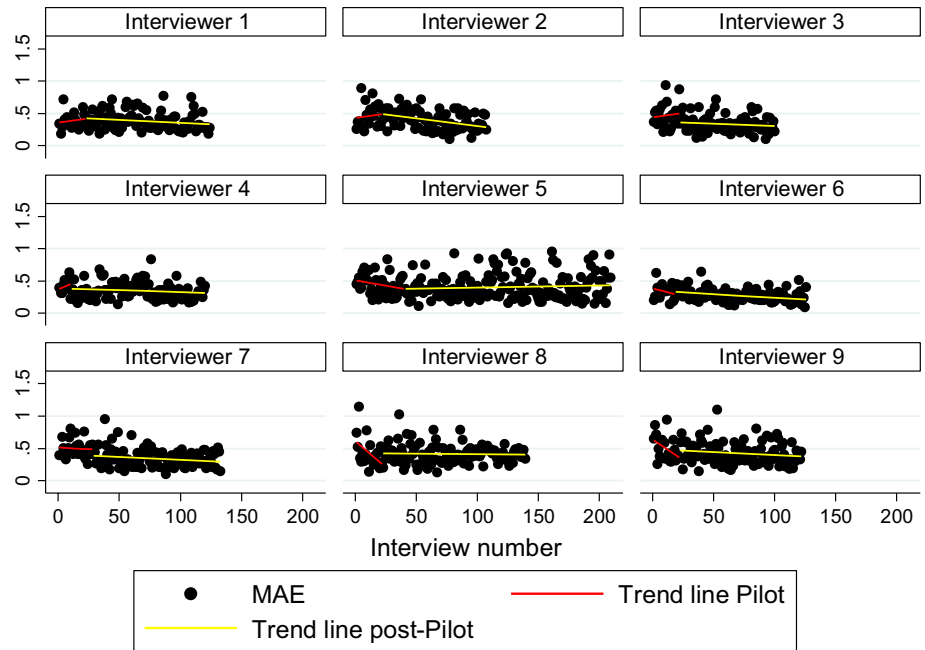 Interviewer 1 Interviewer 2 Interviewer 3
0 .5 1 1.5
Interviewer 4 Interviewer 5 Interviewer 6
0 .5 1 1.5
Interviewer 7 Interviewer 8 Interviewer 9
0 .5 1 1.5
0 50 100 150 200 0 50 100 150 200 0 50 100 150 200
Interview number
MAE Trend line Pilot
Trend line post-Pilot